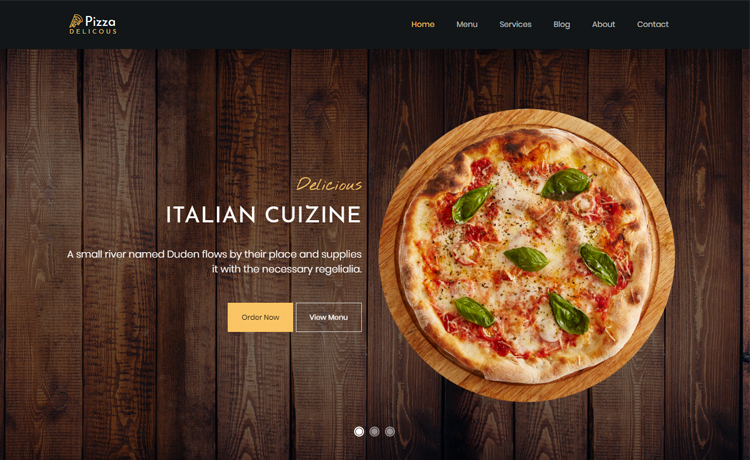 Pizza
DELICOUS
Home Menu Services Blog About Contact
Delicious
ITALIAN CUIZINE
A small river named Duden flows by their place and supplies
it with the necessary regelialia.
Order Now View Menu